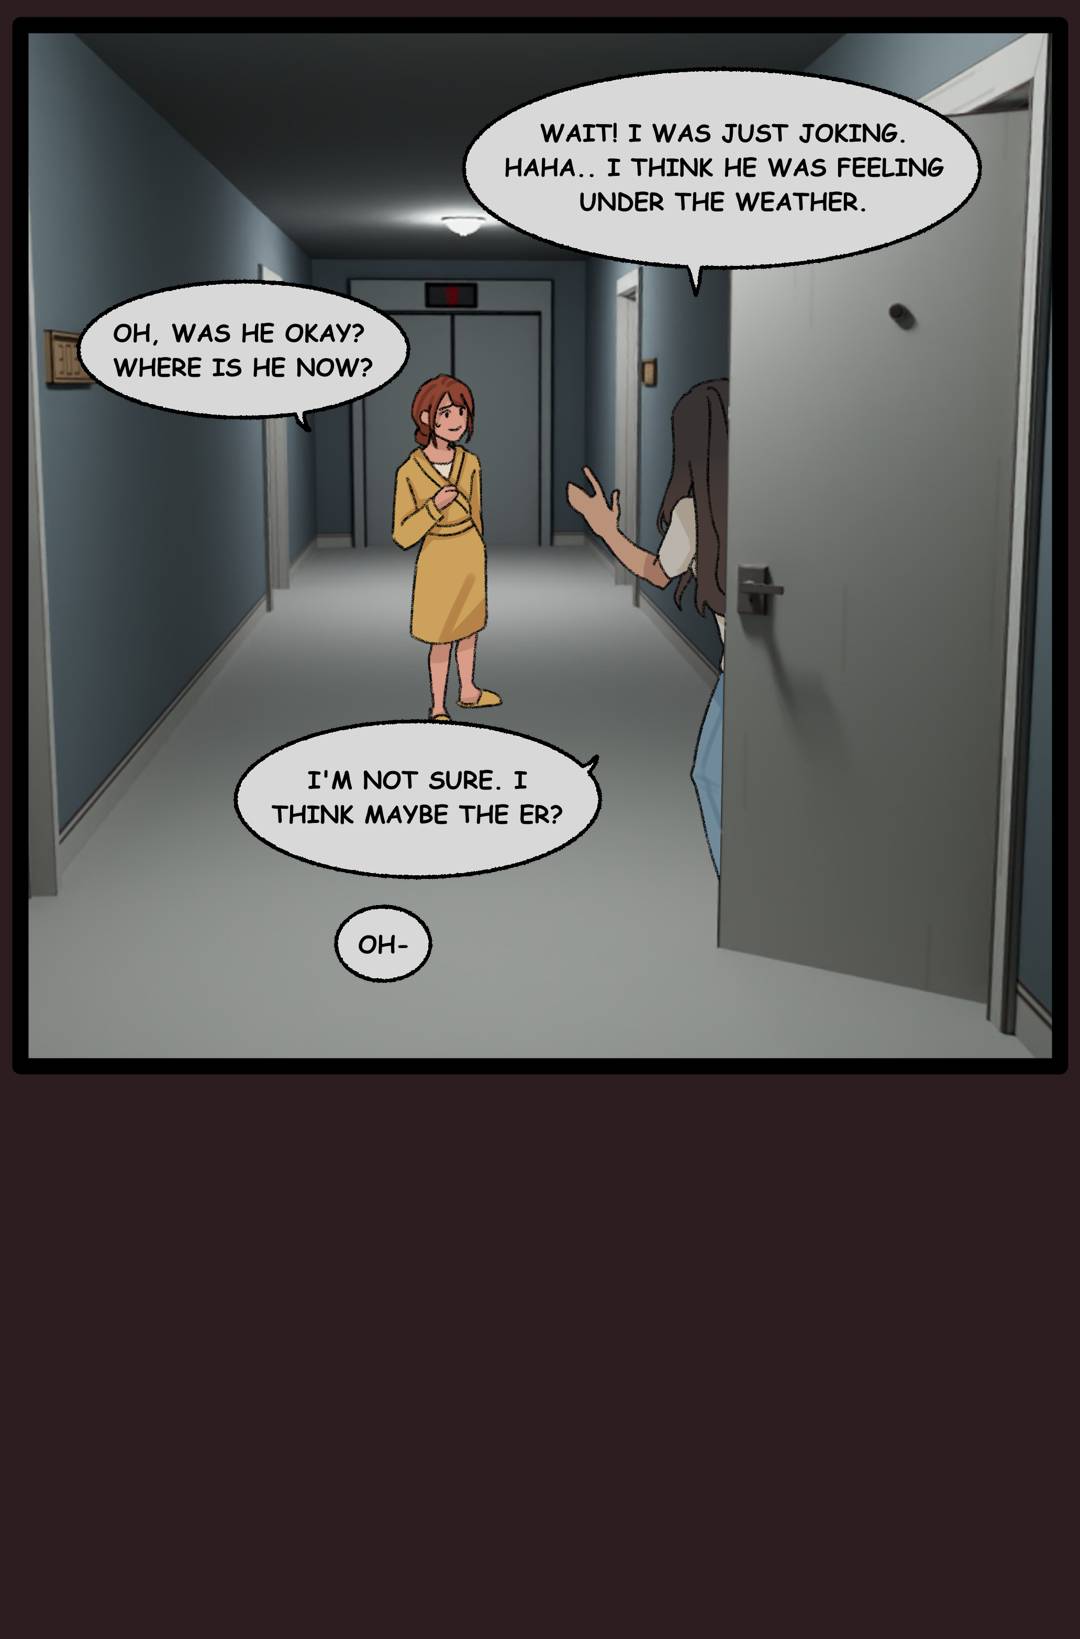 WAIT! I WAS JUST JOKING.
HAHA.. I THINK HE WAS FEELING
UNDER THE WEATHER.
OH, WAS HE OKAY?
WHERE IS HE NOW?
I'M NOT SURE. I
THINK MAYBE THE ER?
OH-